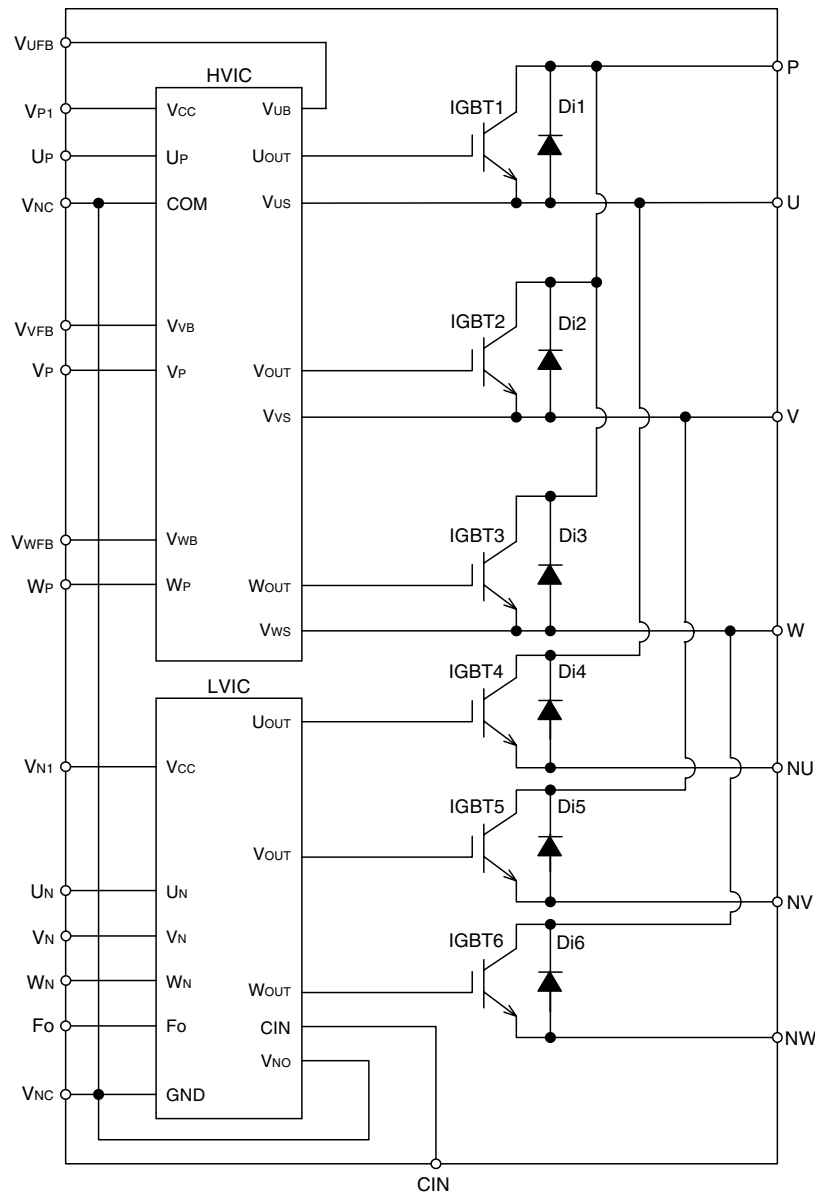 VUFB
HVIC
P
IGBT1
Di1
VP1
VCC
VUB
UP
UP
UOUT
VNC
COM
VUS
U
VVFB
VVB
IGBT2
Di2
VP
VP
VOUT
VVS
V
VWFB
VWB
IGBT3
Di3
WP
WP
WOUT
VWS
W
LVIC
IGBT4
Di4
UOUT
VN1
VCC
NU
IGBT5
Di5
VOUT
UN
UN
NV
VN
VN
IGBT6
Di6
WN
WN
WOUT
Fo
Fo
CIN
NW
VNO
VNC
GND
CIN